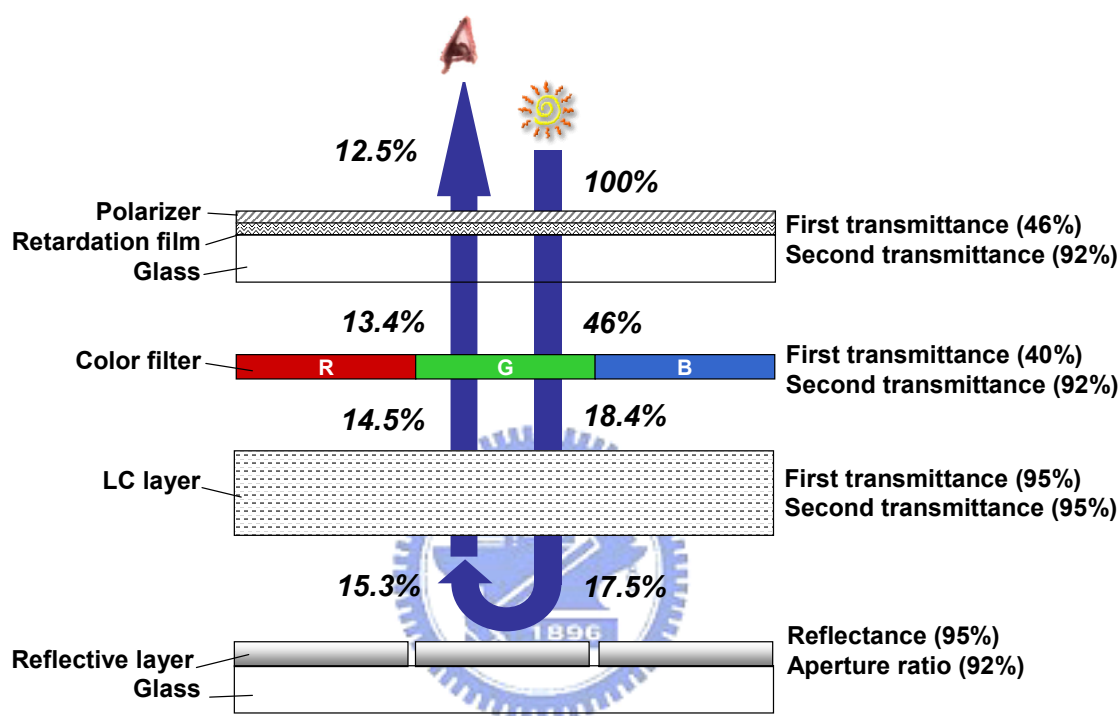 12.5%
100%
Polarizer
Retardation film
Glass
First transmittance (46%)
Second transmittance (92%)
13.4%
46%
Color filter
R
G
B
First transmittance (40%)
Second transmittance (92%)
14.5%
18.4%
LC layer
First transmittance (95%)
Second transmittance (95%)
15.3%
17.5%
1896
Reflective layer
Glass
Reflectance (95%)
Aperture ratio (92%)